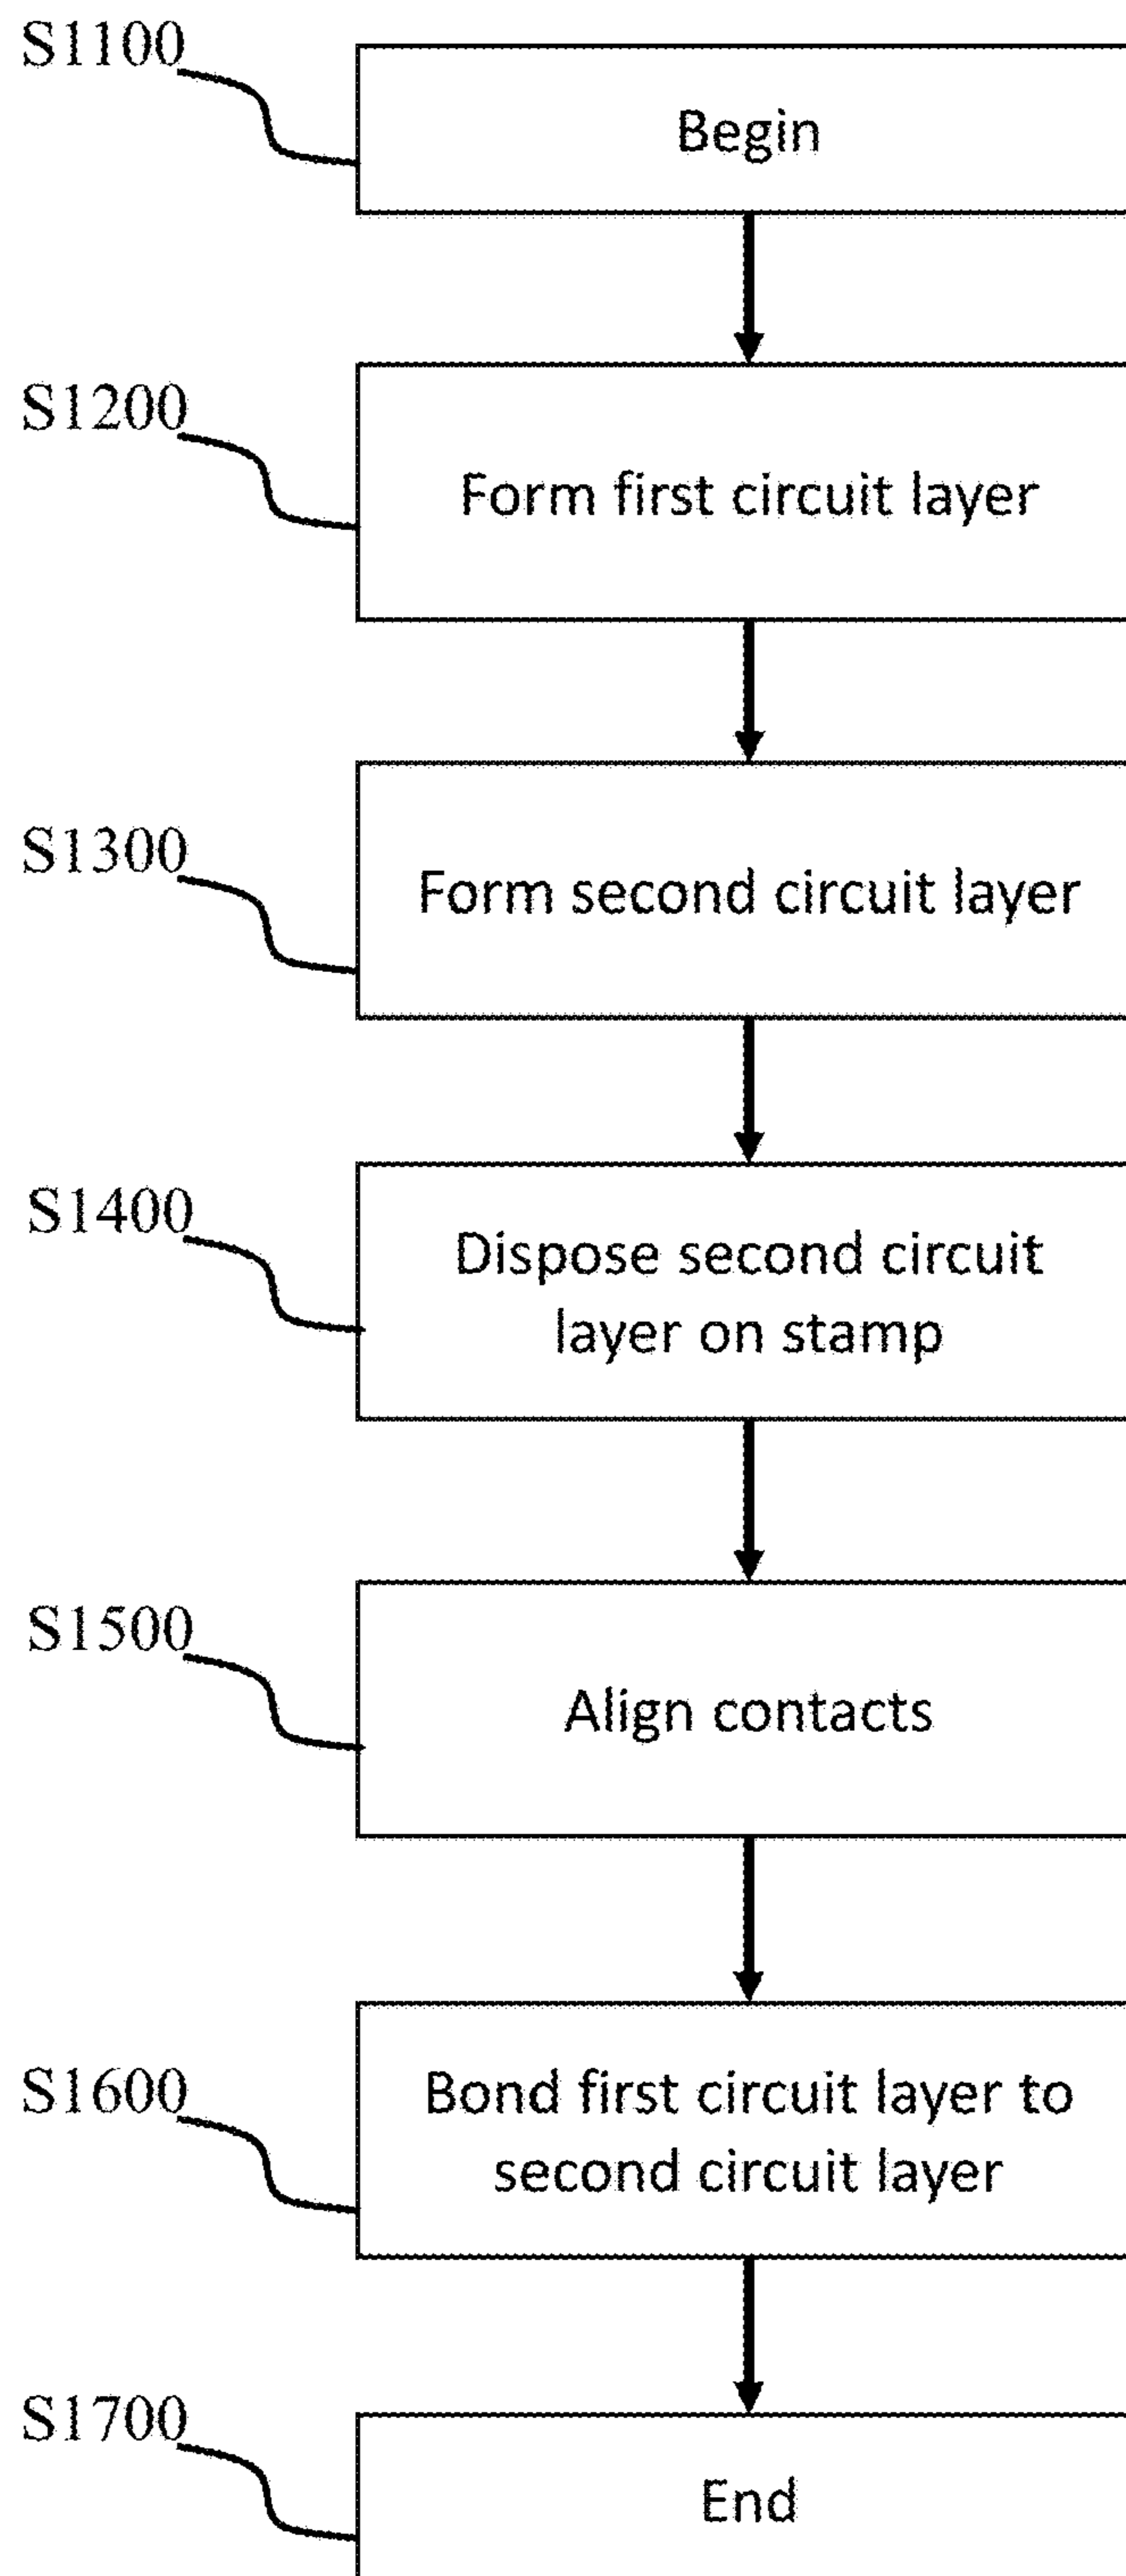 S1100
Begin
S1200
Form first circuit layer
S1300
Form second circuit layer
S1400
Dispose second circuit
layer on stamp
S1500
Align contacts
S1600
Bond first circuit layer to
second circuit layer
S1700
End